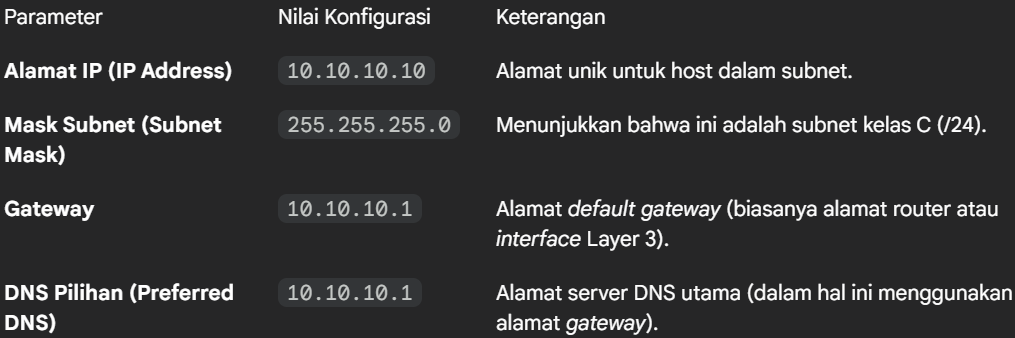 Parameter Nilai Konfigurasi Keterangan
Alamat IP (IP Address) 10.10.10.10 Alamat unik untuk host dalam subnet.
Mask Subnet (Subnet 255.255.255.0 Menunjukkan bahwa ini adalah subnet kelas C (/24).
Mask)
Gateway 10.10.10.1 Alamat default gateway (biasanya alamat router atau
interface Layer 3).
DNS Pilihan (Preferred 10.10.10.1 Alamat server DNS utama (dalam hal ini menggunakan
DNS) alamat gateway).